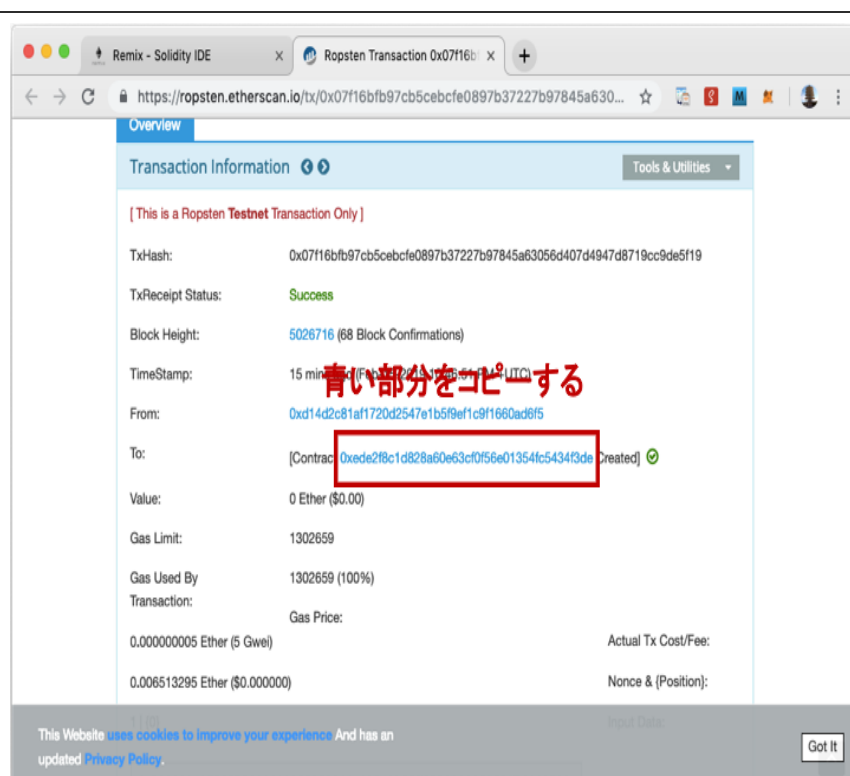 Remix - Solidity IDE
Ropsten Transaction 0x07f16b
https://ropsten.etherscan.io/tx/0x07f16bfb97cb5cebcfe0897b37227b97845a630...
Overview
Transaction Information
Tools & Utilities
[ This is a Ropsten Testnet Transaction Only ]
TxHash: 0x07f16bfb97cb5cebcfe0897b37227b97845a63056d407d4947d8719cc9de5f19
TxReceipt Status: Success
Block Height: 5026716 (68 Block Confirmations)
TimeStamp: 15 +UTC)
青い部分をコピーする
From: 0xd14d2c81af1720d2547e1b5f9ef1c9f1660ad6f5
To: [Contrac 0xede2f8c1d828a60e63cf0f56e01354fc5434f3de Created]
Value: 0 Ether ($0.00)
Gas Limit: 1302659
Gas Used By 1302659 (100%)
Transaction:
Gas Price:
0.000000005 Ether (5 Gwei) Actual Tx Cost/Fee:
0.006513295 Ether ($0.000000) Nonce & {Position}:
Input Data:
This Website uses cookies to improve your experience And has an
updated Privacy Policy.
Got It